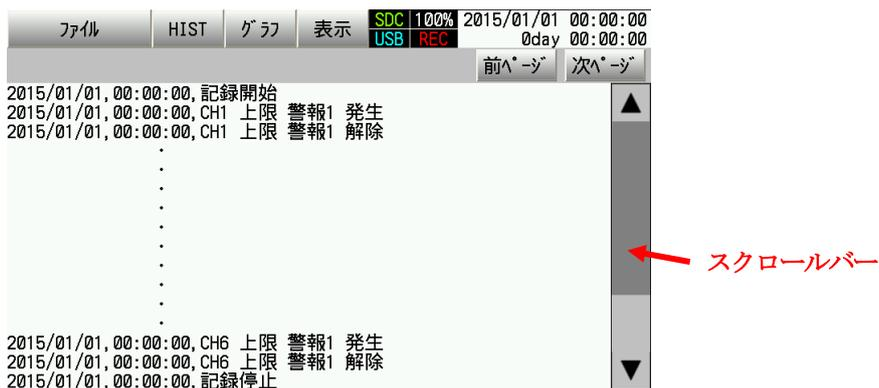 ファイル HIST グラフ 表示 SDC 100% 2015/01/01 00:00:00
USB REC 0day 00:00:00
前ページ 次ページ
2015/01/01,00:00:00,記録開始
2015/01/01,00:00:00,CH1 上限 警報1 発生
2015/01/01,00:00:00,CH1 上限 警報1 解除
スクロールバー
2015/01/01,00:00:00,CH6 上限 警報1 発生
2015/01/01,00:00:00,CH6 上限 警報1 解除
2015/01/01,00:00:00,記録停止